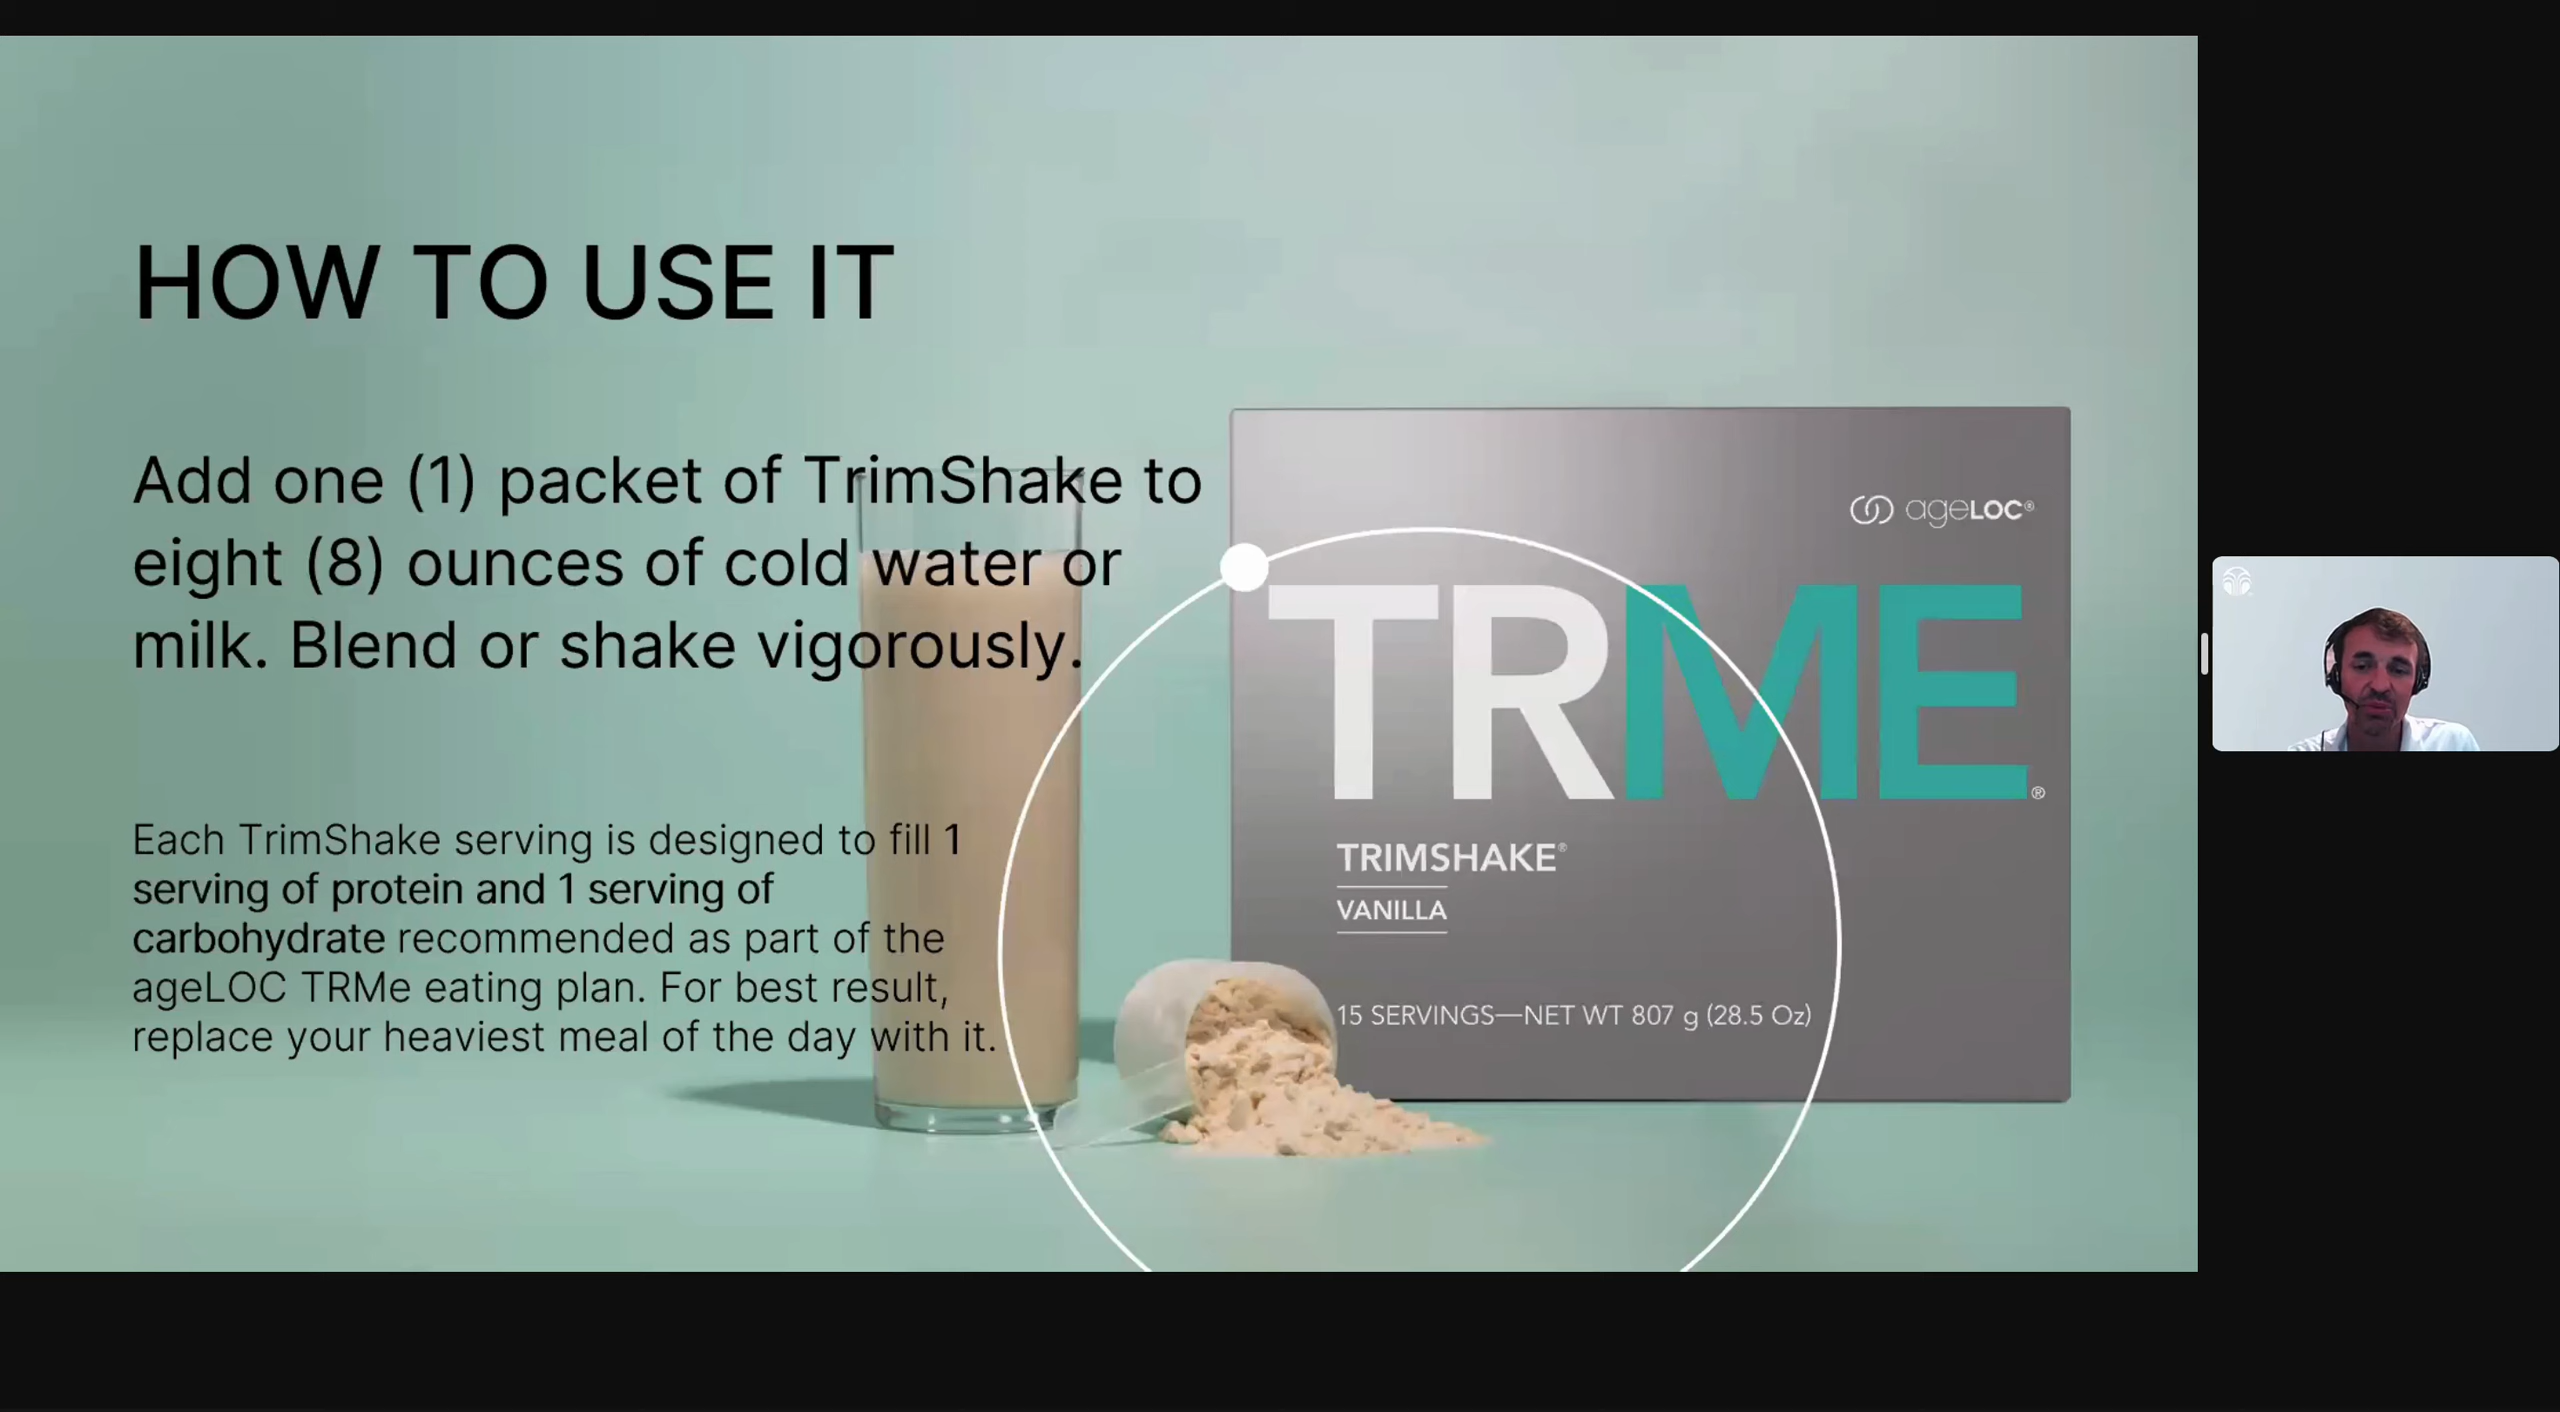 HOW TO USE IT
Add one (1) packet of TrimShake to
eight (8) ounces of cold water or
milk. Blend or shake vigorously.
Each TrimShake serving is designed to fill 1
serving of protein and 1 serving of
carbohydrate recommended as part of the
ageLOC TRMe eating plan. For best result,
replace your heaviest meal of the day with it.
ageLOC®
TRME®
TRIMSHAKE®
VANILLA
15 SERVINGS—NET WT 807 g (28.5 Oz)